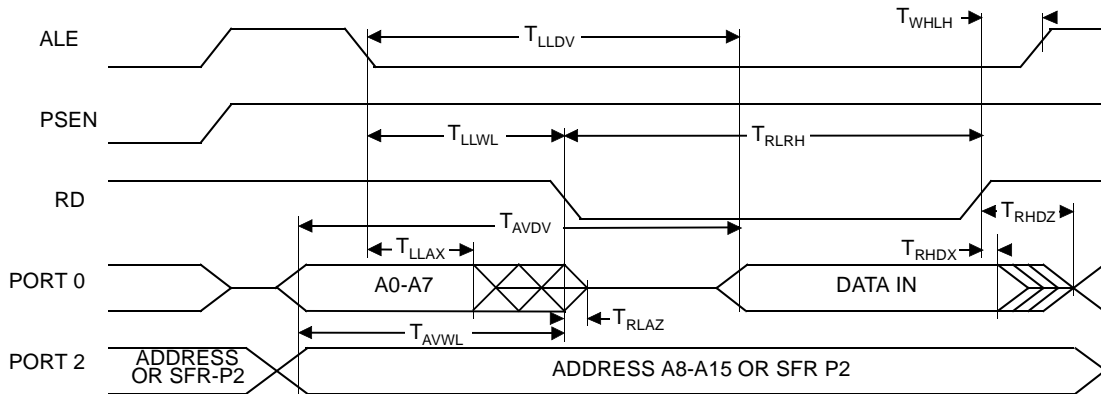 T_WHLH
ALE
T_LLDV
PSEN
T_LLWL
T_RLRH
RD
T_AVDV
T_RHDZ
T_LLAX
T_RHDX
PORT 0
A0-A7
DATA IN
T_RLAZ
T_AVWL
PORT 2
ADDRESS
OR SFR-P2
ADDRESS A8-A15 OR SFR P2